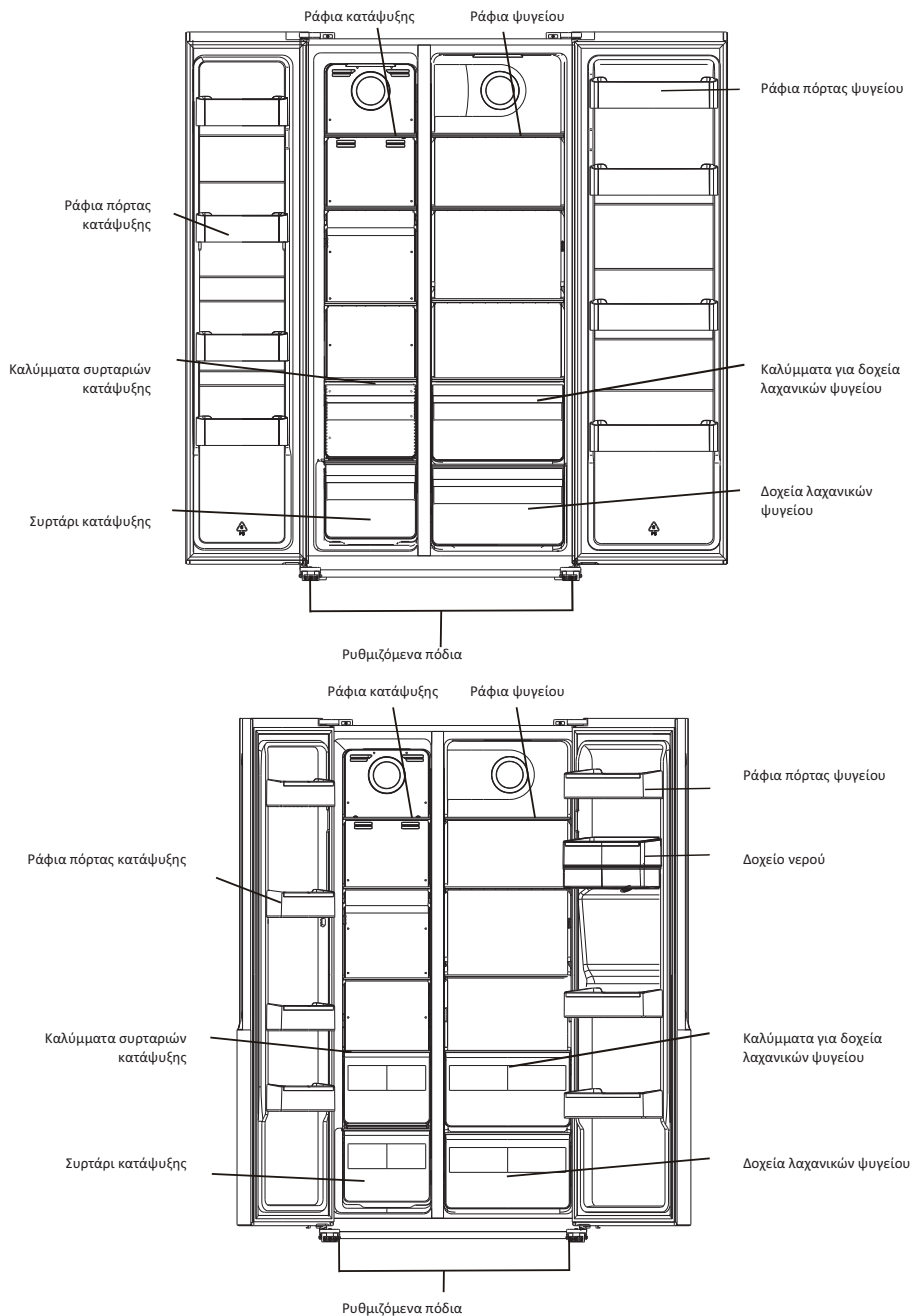 Ράφια κατάψυξης
Ράφια ψυγείου
Ράφια πόρτας ψυγείου
Ράφια πόρτας
κατάψυξης
Καλύμματα συρταριών
κατάψυξης
Καλύμματα για δοχεία
λαχανικών ψυγείου
Συρτάρι κατάψυξης
Δοχεία λαχανικών
ψυγείου
Ρυθμιζόμενα πόδια
Ράφια κατάψυξης
Ράφια ψυγείου
Ράφια πόρτας ψυγείου
Ράφια πόρτας κατάψυξης
Δοχείο νερού
Καλύμματα συρταριών
κατάψυξης
Καλύμματα για δοχεία
λαχανικών ψυγείου
Συρτάρι κατάψυξης
Δοχεία λαχανικών ψυγείου
Ρυθμιζόμενα πόδια